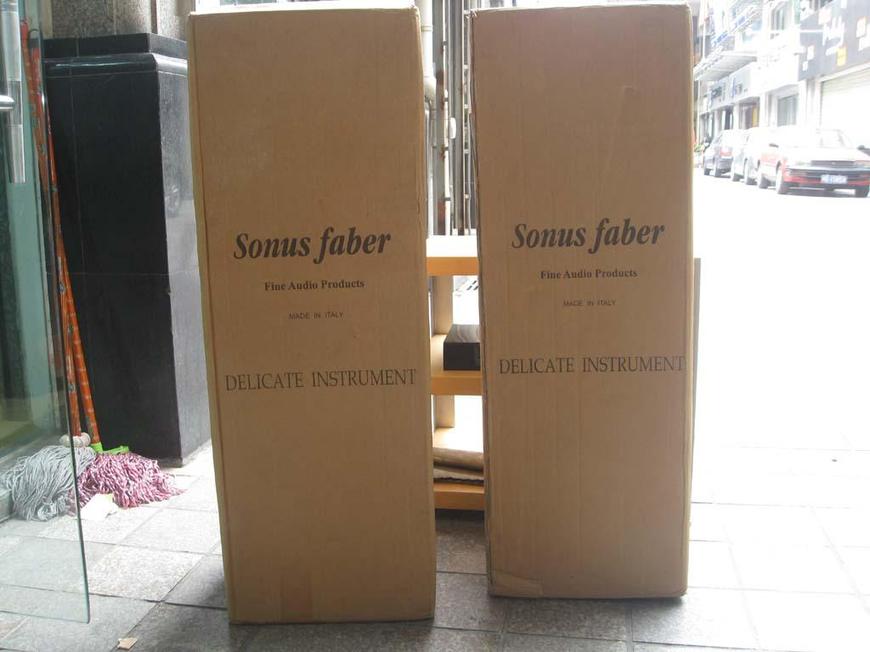 Sonus faber
Fine Audio Products
MADE IN ITALY
DELICATE INSTRUMENT
Sonus faber
Fine Audio Products
MADE IN ITALY
DELICATE INSTRUMENT